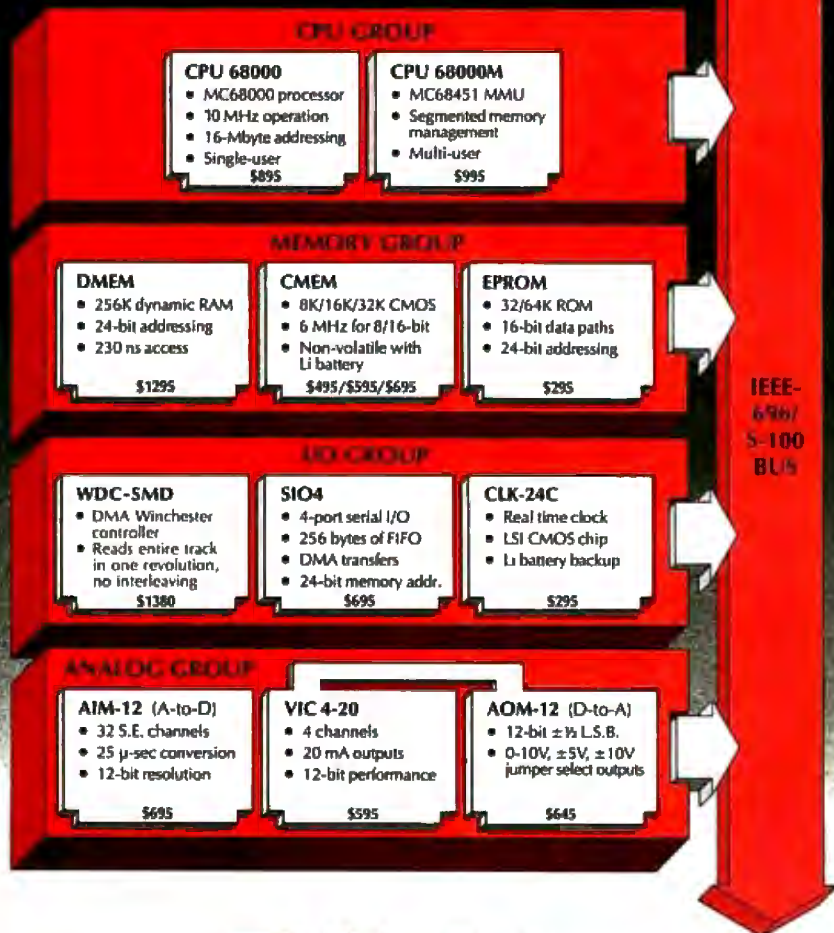 CPU GROUP
CPU 68000
• MC68000 processor
• 10 MHz operation
• 16-Mbyte addressing
• Single-user
$895
CPU 68000M
• MC68451 MMU
• Segmented memory
management
• Multi-user
$995
MEMORY GROUP
DMEM
• 256K dynamic RAM
• 24-bit addressing
• 230 ns access
$1295
CMEM
• 8K/16K/32K CMOS
• 6 MHz for 8/16-bit
• Non-volatile with
Li battery
$495/$595/$695
EPROM
• 32/64K ROM
• 16-bit data paths
• 24-bit addressing
$295
I/O GROUP
WDC-SMD
• DMA Winchester
controller
• Reads entire track
in one revolution,
no interleaving
$1380
SIO4
• 4-port serial I/O
• 256 bytes of FIFO
• DMA transfers
• 24-bit memory addr.
$695
CLK-24C
• Real time clock
• LSI CMOS chip
• Li battery backup
$295
ANALOG GROUP
AIM-12 (A-to-D)
• 32 S.E. channels
• 25 µ-sec conversion
• 12-bit resolution
$695
VIC 4-20
• 4 channels
• 20 mA outputs
• 12-bit performance
$595
AOM-12 (D-to-A)
• 12-bit ±½ L.S.B.
• 0-10V, ±5V, ±10V
jumper select outputs
$645
IEEE-
696/
S-100
BUS